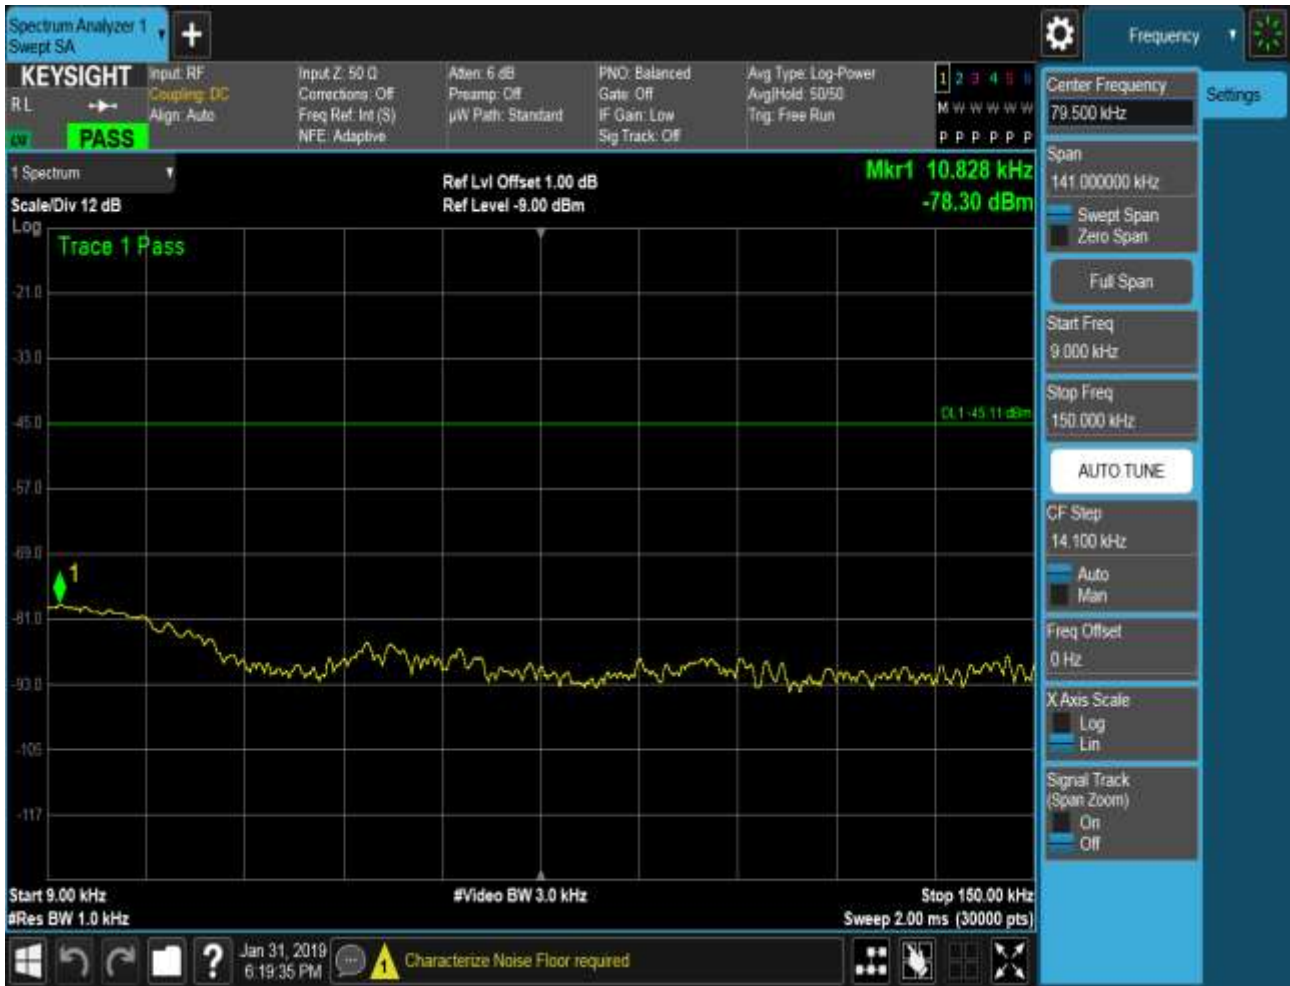 Spectrum Analyzer 1
Swept SA
Frequency
KEYSIGHT
R L
PASS
Input: RF
Coupling: DC
Align: Auto
Input Z: 50 Ω
Corrections: Off
Freq Ref: Int (S)
NFE: Adaptive
Atten: 6 dB
Preamp: Off
µW Path: Standard
PNO: Balanced
Gate: Off
IF Gain: Low
Sig Track: Off
Avg Type: Log-Power
Avg|Hold: 50/50
Trig: Free Run
1 2 3 4 5 6
M W W W W W
P P P P P P
1 Spectrum
Scale/Div 12 dB
Ref Lvl Offset 1.00 dB
Ref Level -9.00 dBm
Mkr1 10.828 kHz
-78.30 dBm
Log
Trace 1 Pass
-21.0
-33.0
-45.0
DL1 -45.11 dBm
-57.0
-69.0
1
-81.0
-93.0
-105
-117
Start 9.00 kHz
#Res BW 1.0 kHz
#Video BW 3.0 kHz
Stop 150.00 kHz
Sweep 2.00 ms (30000 pts)
Center Frequency
79.500 kHz
Settings
Span
141.000000 kHz
Swept Span
Zero Span
Full Span
Start Freq
9.000 kHz
Stop Freq
150.000 kHz
AUTO TUNE
CF Step
14.100 kHz
Auto
Man
Freq Offset
0 Hz
X Axis Scale
Log
Lin
Signal Track
(Span Zoom)
On
Off
?
Jan 31, 2019
6:19:35 PM
1
Characterize Noise Floor required